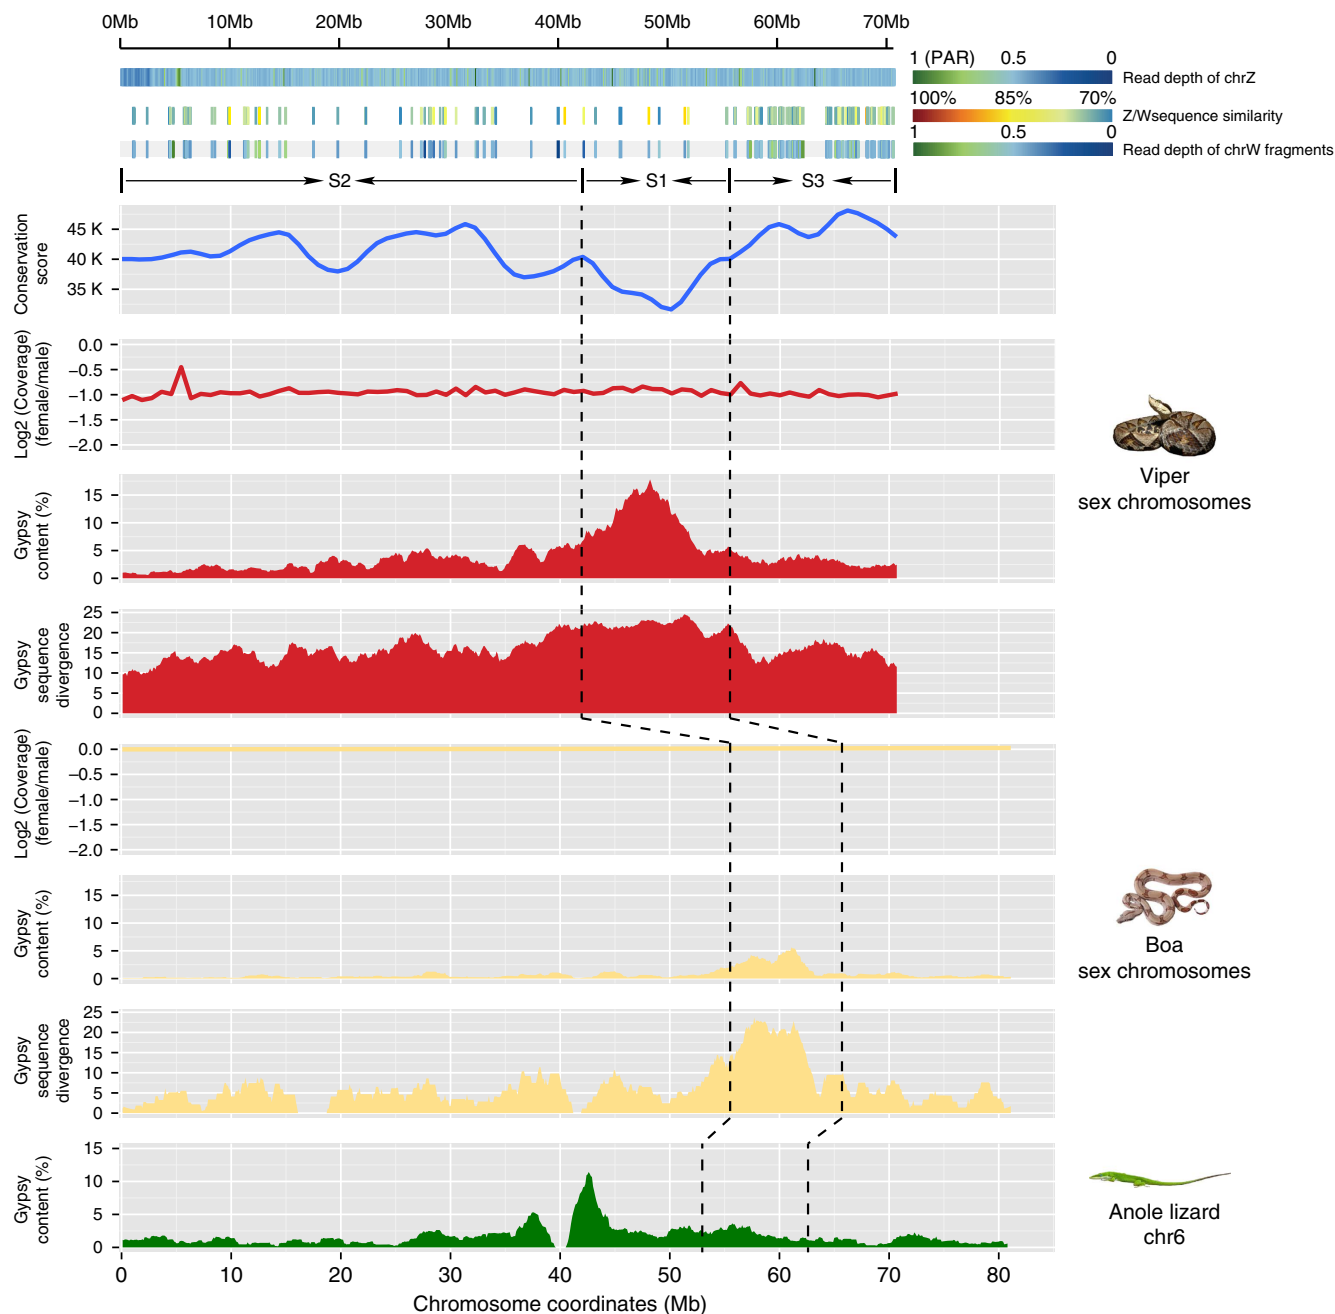 0Mb 10Mb 20Mb 30Mb 40Mb 50Mb 60Mb 70Mb
1 (PAR) 0.5 0
Read depth of chrZ
100% 85% 70%
Z/Wsequence similarity
1 0.5 0
Read depth of chrW fragments
S2 S1 S3
Conservation
score
45 K
40 K
35 K
Log2 (Coverage)
(female/male)
0.0
−0.5
−1.0
−1.5
−2.0
Viper
sex chromosomes
Gypsy
content (%)
15
10
5
0
Gypsy
sequence
divergence
25
20
15
10
5
0
Log2 (Coverage)
(female/male)
0.0
−0.5
−1.0
−1.5
−2.0
Gypsy
content (%)
15
10
5
0
Boa
sex chromosomes
Gypsy
sequence
divergence
25
20
15
10
5
0
Gypsy
content (%)
15
10
5
0
Anole lizard
chr6
0 10 20 30 40 50 60 70 80
Chromosome coordinates (Mb)